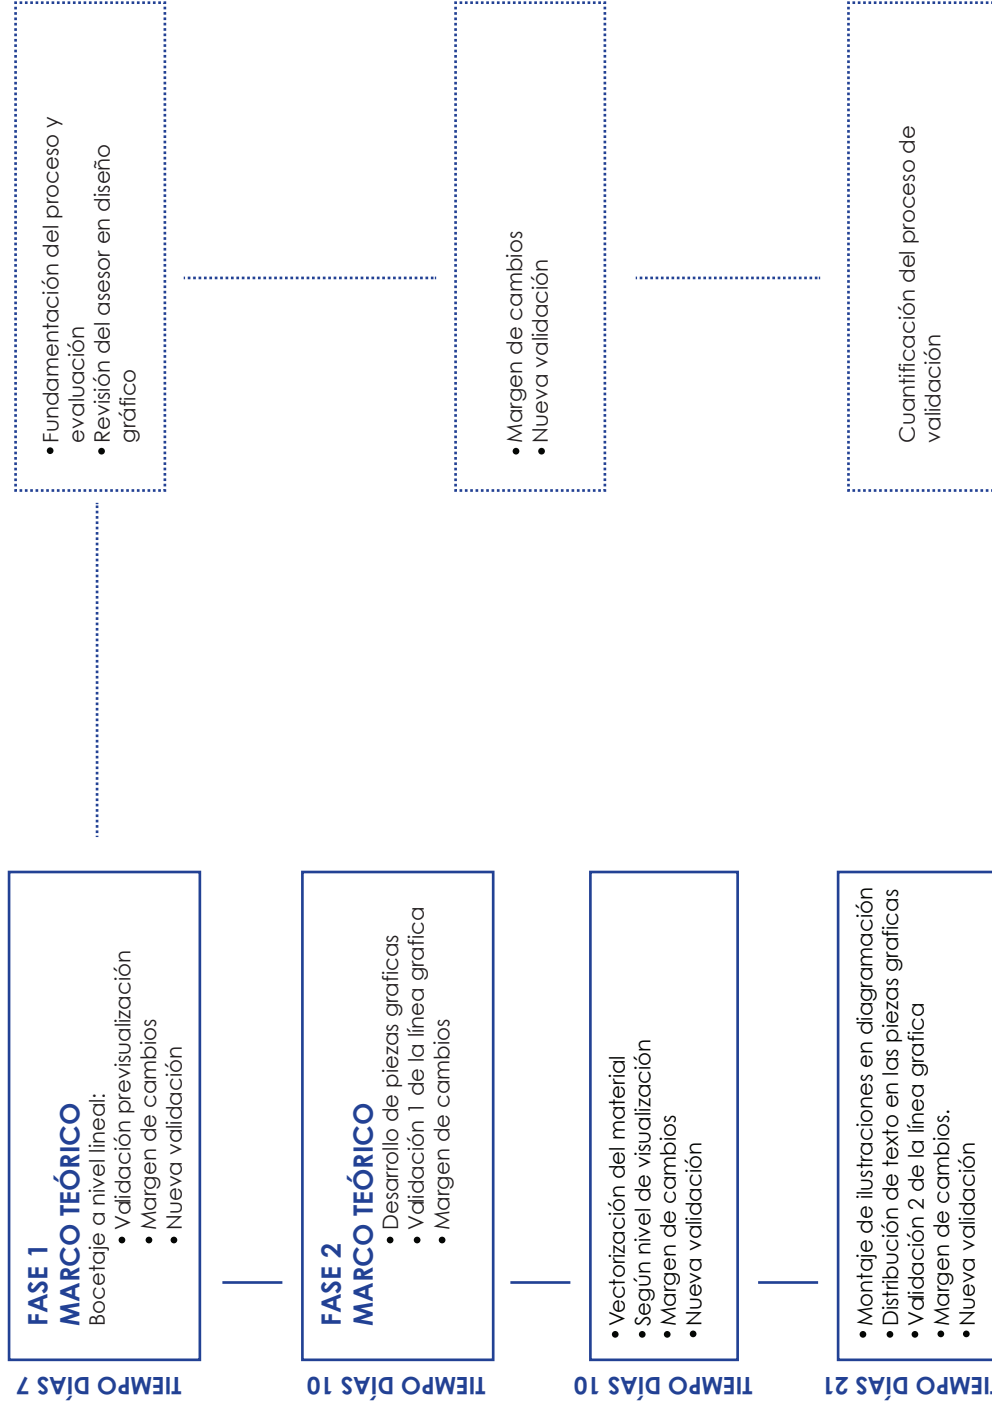 TIEMPO DÍAS 7
FASE 1
MARCO TEÓRICO
Bocetaje a nivel lineal:
• Validación previsualización
• Margen de cambios
• Nueva validación
• Fundamentación del proceso y
evaluación
• Revisión del asesor en diseño
gráfico
TIEMPO DÍAS 10
FASE 2
MARCO TEÓRICO
• Desarrollo de piezas graficas
• Validación 1 de la línea grafica
• Margen de cambios
• Margen de cambios
• Nueva validación
TIEMPO DÍAS 10
• Vectorización del material
• Según nivel de visualización
• Margen de cambios
• Nueva validación
TIEMPO DÍAS 21
• Montaje de ilustraciones en diagramación
• Distribución de texto en las piezas graficas
• Validación 2 de la línea grafica
• Margen de cambios.
• Nueva validación
Cuantificación del proceso de
validación